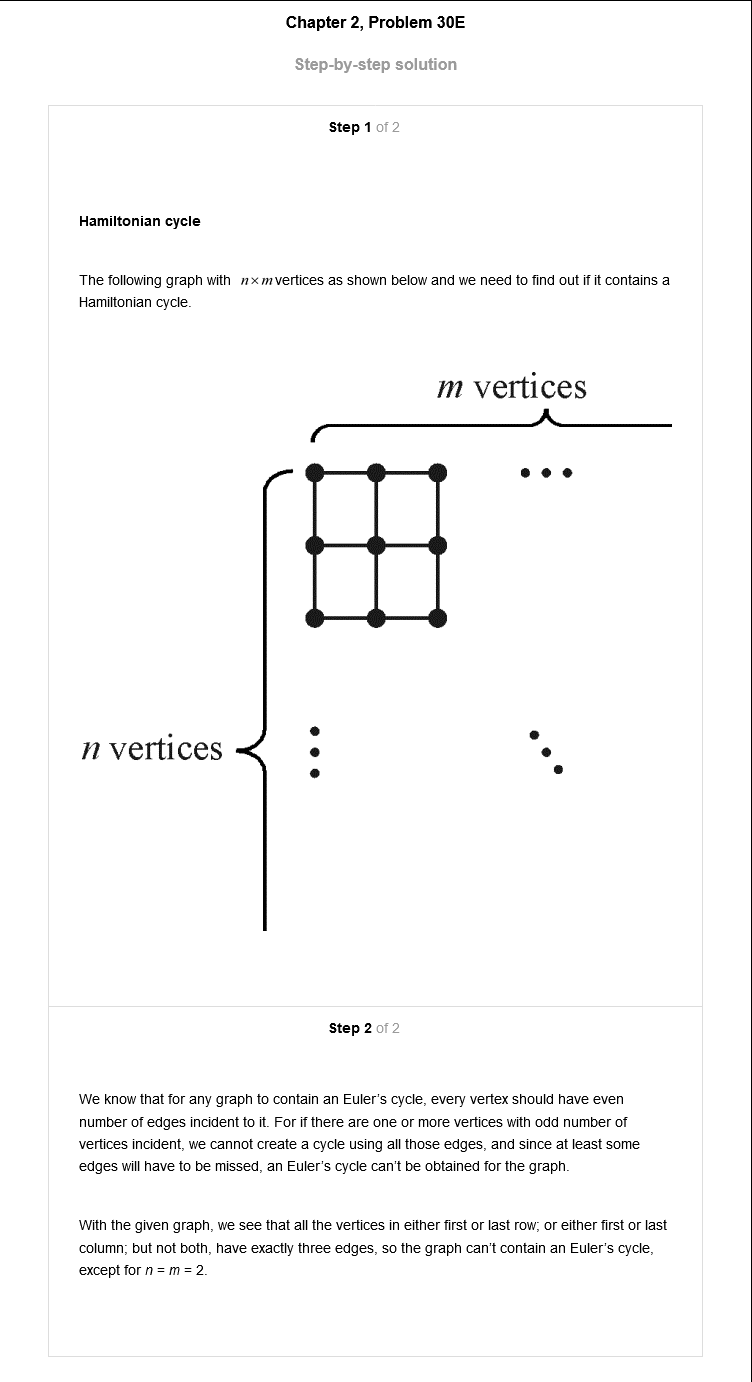 Chapter 2, Problem 30E
Step-by-step solution
Step 1 of 2
Hamiltonian cycle
The following graph with n×m vertices as shown below and we need to find out if it contains a
Hamiltonian cycle.
m vertices
n vertices
Step 2 of 2
We know that for any graph to contain an Euler's cycle, every vertex should have even
number of edges incident to it. For if there are one or more vertices with odd number of
vertices incident, we cannot create a cycle using all those edges, and since at least some
edges will have to be missed, an Euler's cycle can't be obtained for the graph.
With the given graph, we see that all the vertices in either first or last row; or either first or last
column; but not both, have exactly three edges, so the graph can't contain an Euler's cycle,
except for n = m = 2.